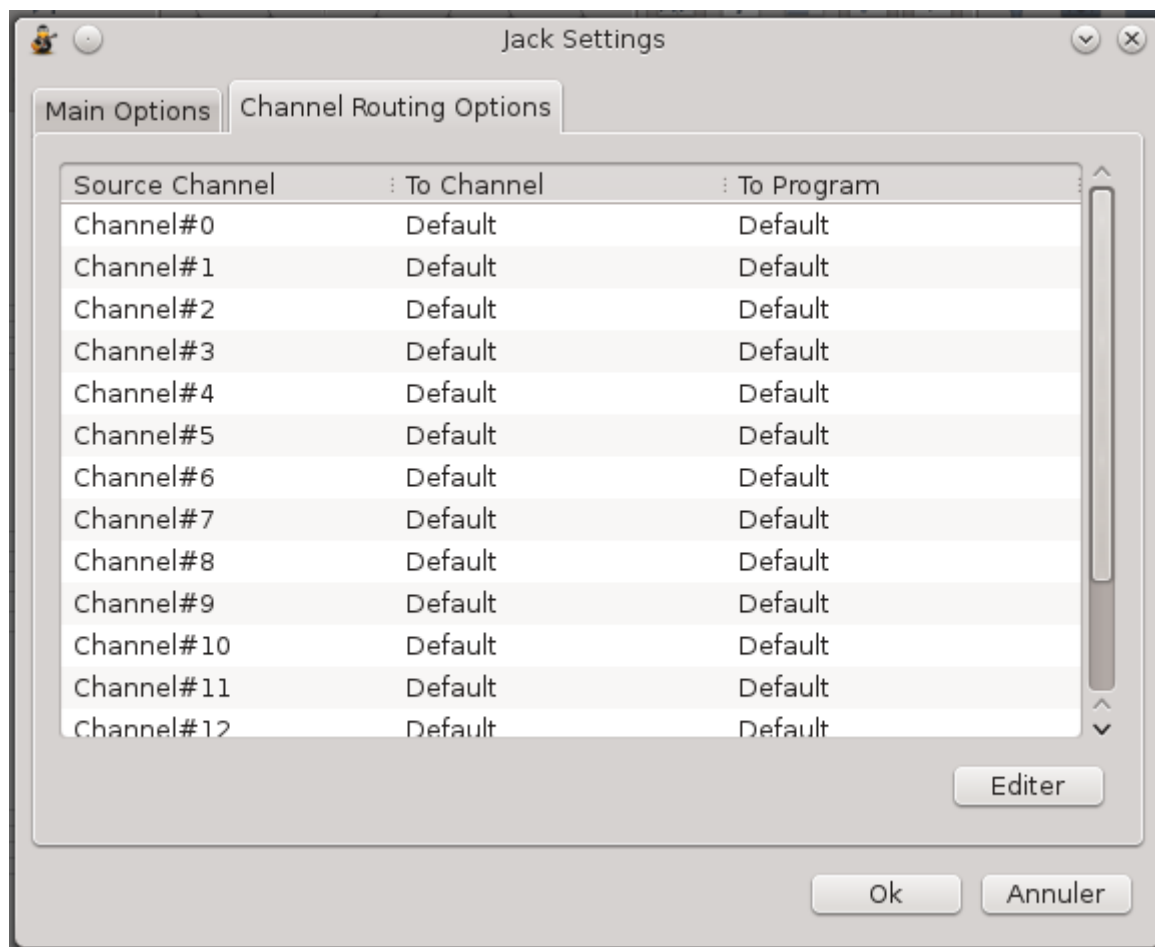 Jack Settings
Main Options Channel Routing Options
Source Channel To Channel To Program
Channel#0 Default Default
Channel#1 Default Default
Channel#2 Default Default
Channel#3 Default Default
Channel#4 Default Default
Channel#5 Default Default
Channel#6 Default Default
Channel#7 Default Default
Channel#8 Default Default
Channel#9 Default Default
Channel#10 Default Default
Channel#11 Default Default
Channel#12 Default Default
Editer
Ok Annuler